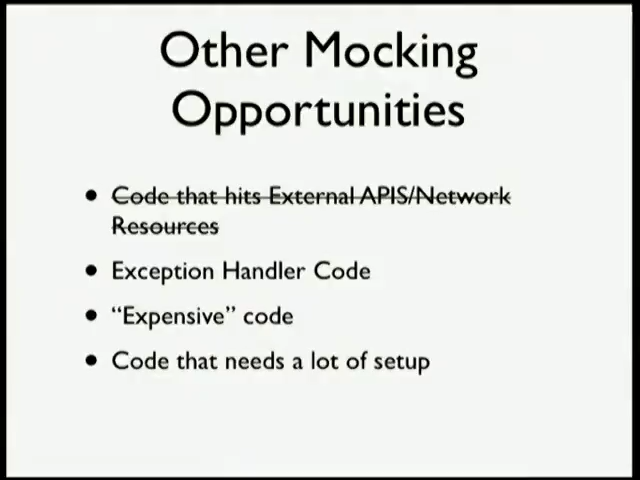 Other Mocking
Opportunities
• Code that hits External APIS/Network
Resources
• Exception Handler Code
• “Expensive” code
• Code that needs a lot of setup